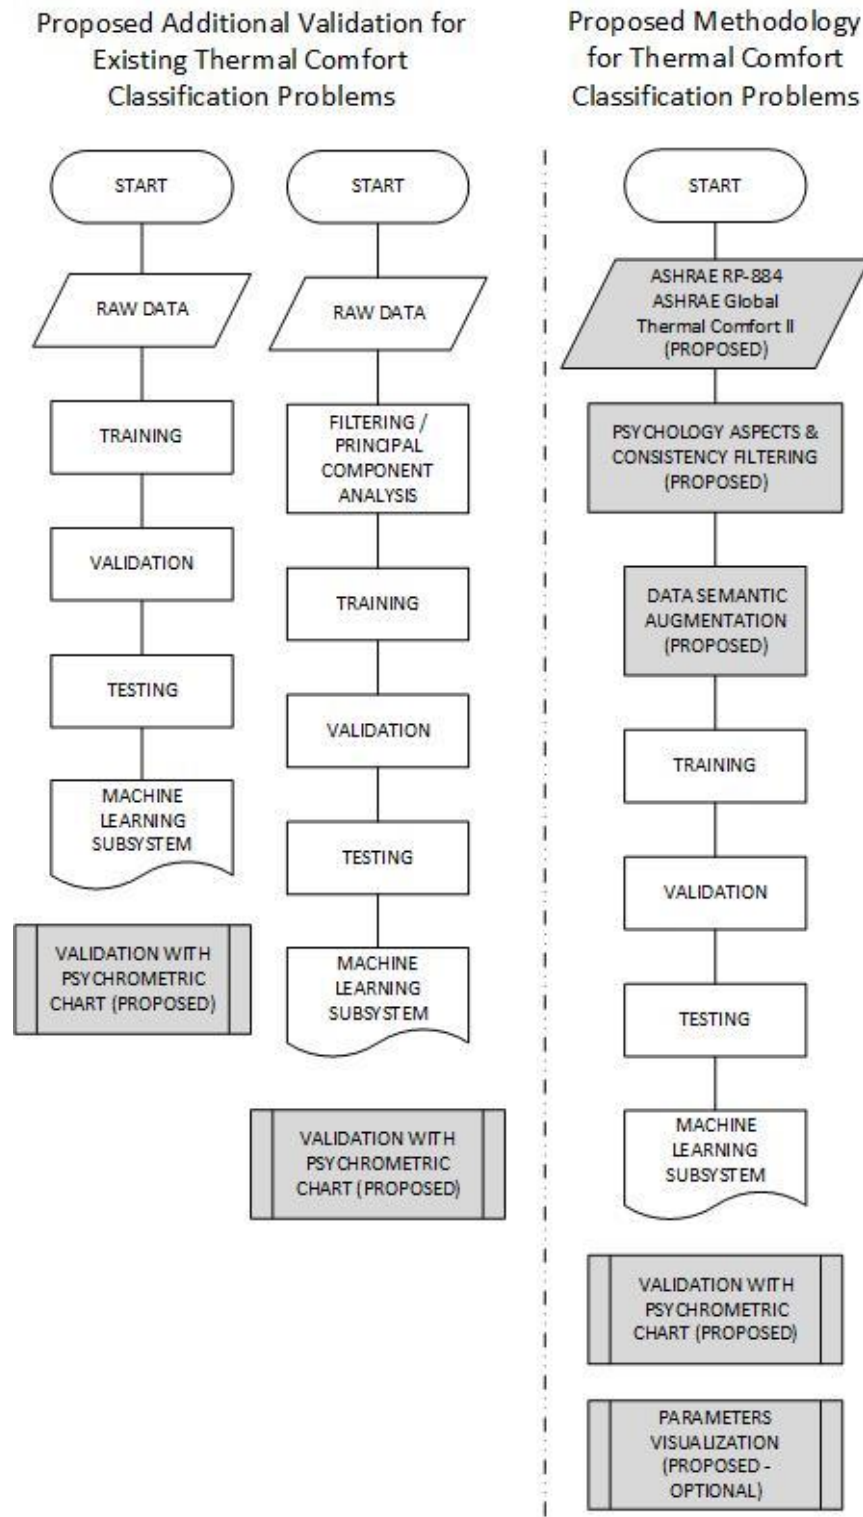 Proposed Additional Validation for
Existing Thermal Comfort
Classification Problems
START
RAW DATA
TRAINING
VALIDATION
TESTING
MACHINE
LEARNING
SUBSYSTEM
VALIDATION WITH
PSYCHROMETRIC
CHART (PROPOSED)
START
RAW DATA
FILTERING /
PRINCIPAL
COMPONENT
ANALYSIS
TRAINING
VALIDATION
TESTING
MACHINE
LEARNING
SUBSYSTEM
VALIDATION WITH
PSYCHROMETRIC
CHART (PROPOSED)
Proposed Methodology
for Thermal Comfort
Classification Problems
START
ASHRAE RP-884
ASHRAE Global
Thermal Comfort II
(PROPOSED)
PSYCHOLOGY ASPECTS &
CONSISTENCY FILTERING
(PROPOSED)
DATA SEMANTIC
AUGMENTATION
(PROPOSED)
TRAINING
VALIDATION
TESTING
MACHINE
LEARNING
SUBSYSTEM
VALIDATION WITH
PSYCHROMETRIC
CHART (PROPOSED)
PARAMETERS
VISUALIZATION
(PROPOSED -
OPTIONAL)